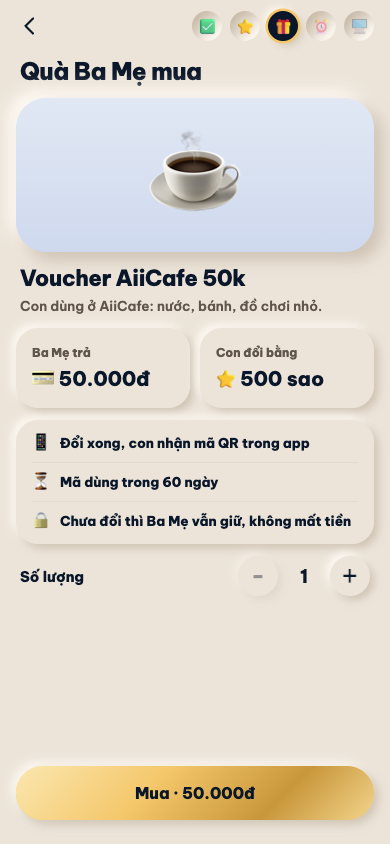 Quà Ba Mẹ mua
Voucher AiiCafe 50k
Con dùng ở AiiCafe: nước, bánh, đồ chơi nhỏ.
Ba Mẹ trả
50.000đ
Con đổi bằng
500 sao
Đổi xong, con nhận mã QR trong app
Mã dùng trong 60 ngày
Chưa đổi thì Ba Mẹ vẫn giữ, không mất tiền
Số lượng
- 1 +
Mua · 50.000đ